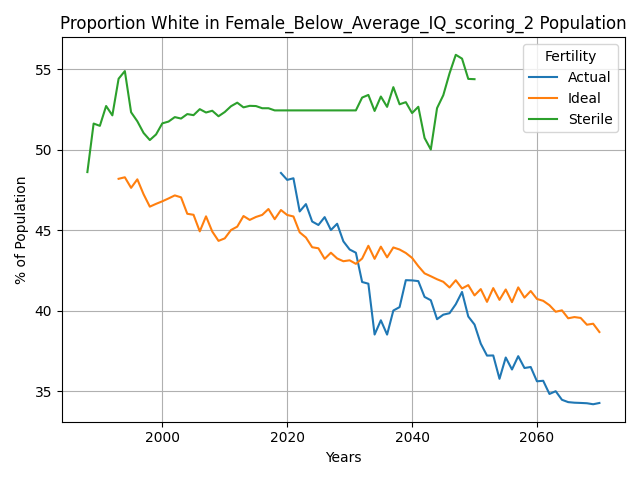 Proportion White in Female_Below_Average_IQ_scoring_2 Population
Fertility
Actual
Ideal
Sterile
% of Population
55
50
45
40
35
2000
2020
2040
2060
Years